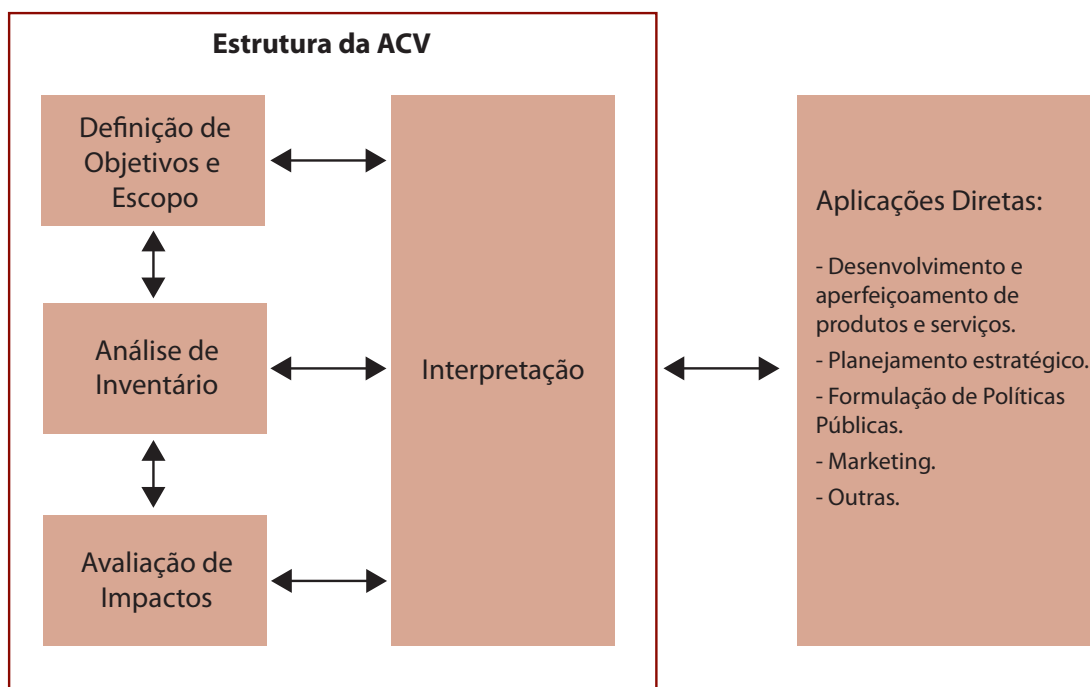 Estrutura da ACV
Definição de
Objetivos e
Escopo
Análise de
Inventário
Avaliação de
Impactos
Interpretação
Aplicações Diretas:
- Desenvolvimento e
aperfeiçoamento de
produtos e serviços.
- Planejamento estratégico.
- Formulação de Políticas
Públicas.
- Marketing.
- Outras.